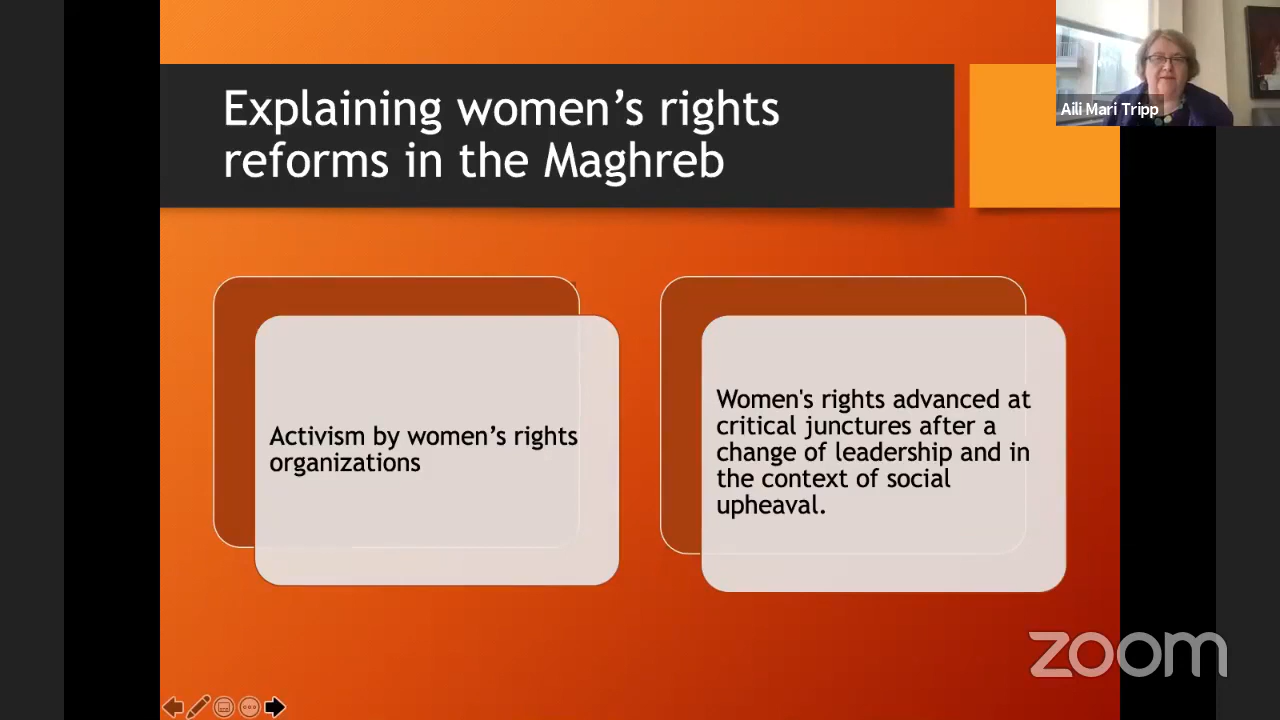 Explaining women’s rights
reforms in the Maghreb
Aili Mari Tripp
Activism by women’s rights
organizations
Women's rights advanced at
critical junctures after a
change of leadership and in
the context of social
upheaval.
zoom